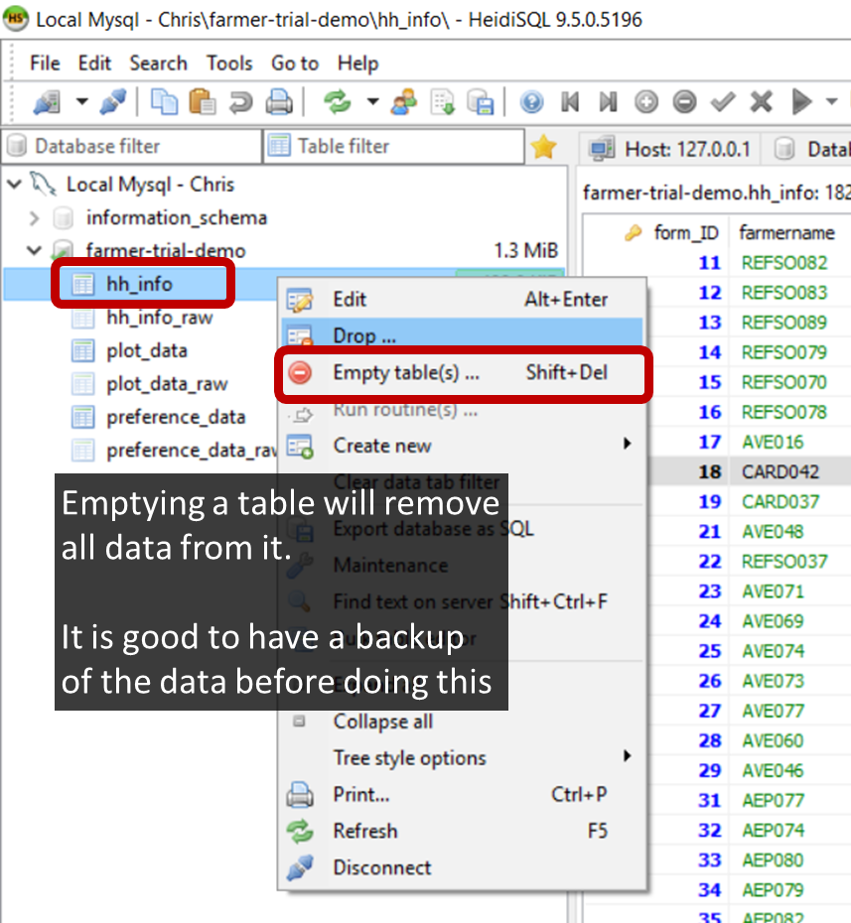 Local Mysql - Chris\farmer-trial-demo\hh_info\ - HeidiSQL 9.5.0.5196
File Edit Search Tools Go to Help
Database filter
Table filter
Host: 127.0.0.1
Datal
Local Mysql - Chris
information_schema
farmer-trial-demo 1.3 MiB
hh_info
hh_info_raw
plot_data
plot_data_raw
preference_data
preference_data_raw
Edit Alt+Enter
Drop ...
Empty table(s) ... Shift+Del
Run routine(s) ...
Create new
Clear data tab filter
Export database as SQL
Maintenance
Find text on server Shift+Ctrl+F
Collapse all
Tree style options
Print... Ctrl+P
Refresh F5
Disconnect
Emptying a table will remove
all data from it.
It is good to have a backup
of the data before doing this
farmer-trial-demo.hh_info: 182
form_ID farmername
11 REFSO082
12 REFSO083
13 REFSO089
14 REFSO079
15 REFSO070
16 REFSO078
17 AVE016
18 CARD042
19 CARD037
21 AVE048
22 REFSO037
23 AVE071
24 AVE069
25 AVE074
26 AVE073
27 AVE077
28 AVE060
29 AVE046
31 AEP077
32 AEP074
33 AEP080
34 AEP079
35 AEP082